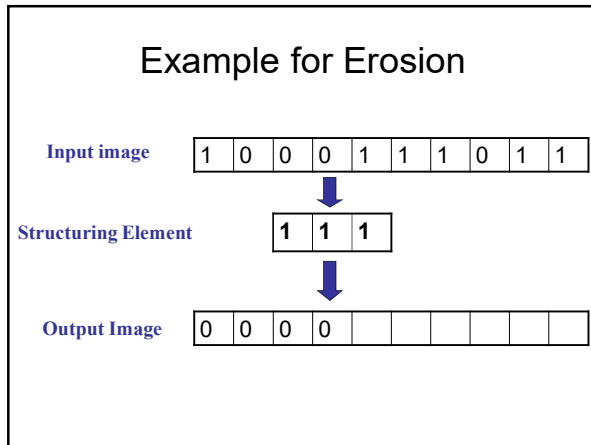 Example for Erosion
Input image 1 0 0 0 1 1 1 0 1 1
Structuring Element 1 1 1
Output Image 0 0 0 0